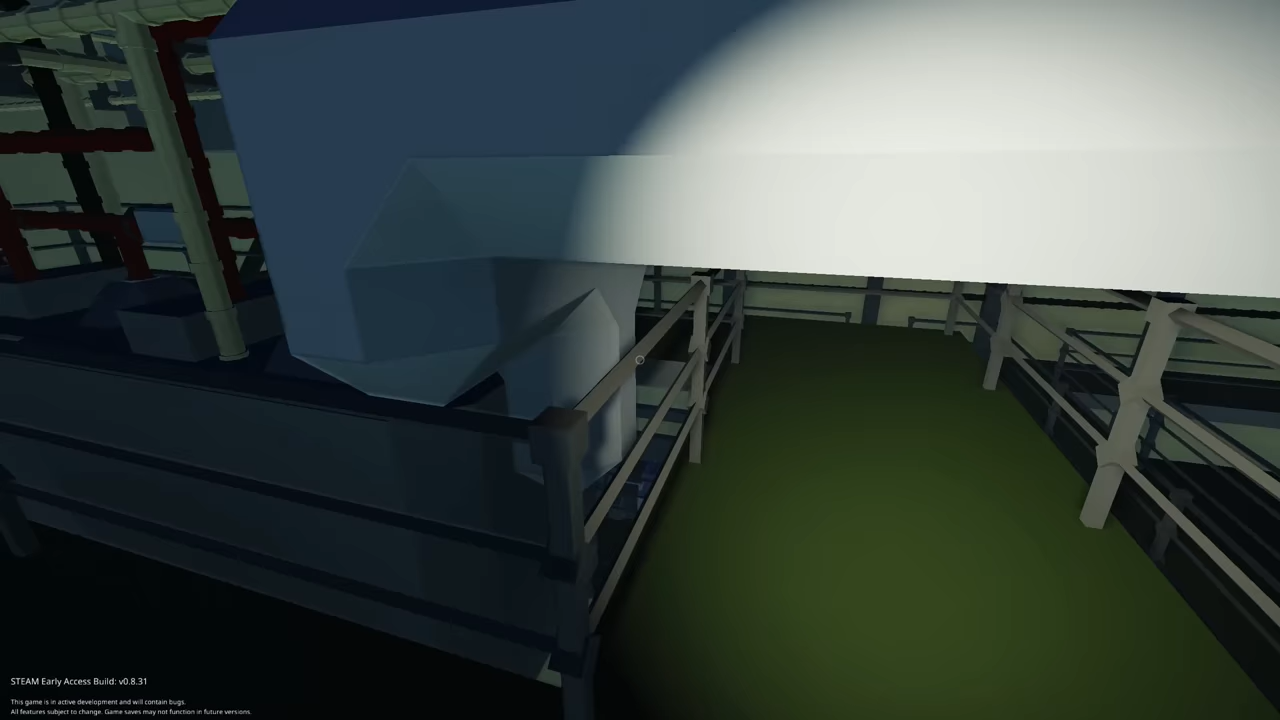 STEAM Early Access Build: v0.8.31
This game is in active development and will contain bugs.
All features subject to change. Game saves may not function in future versions.